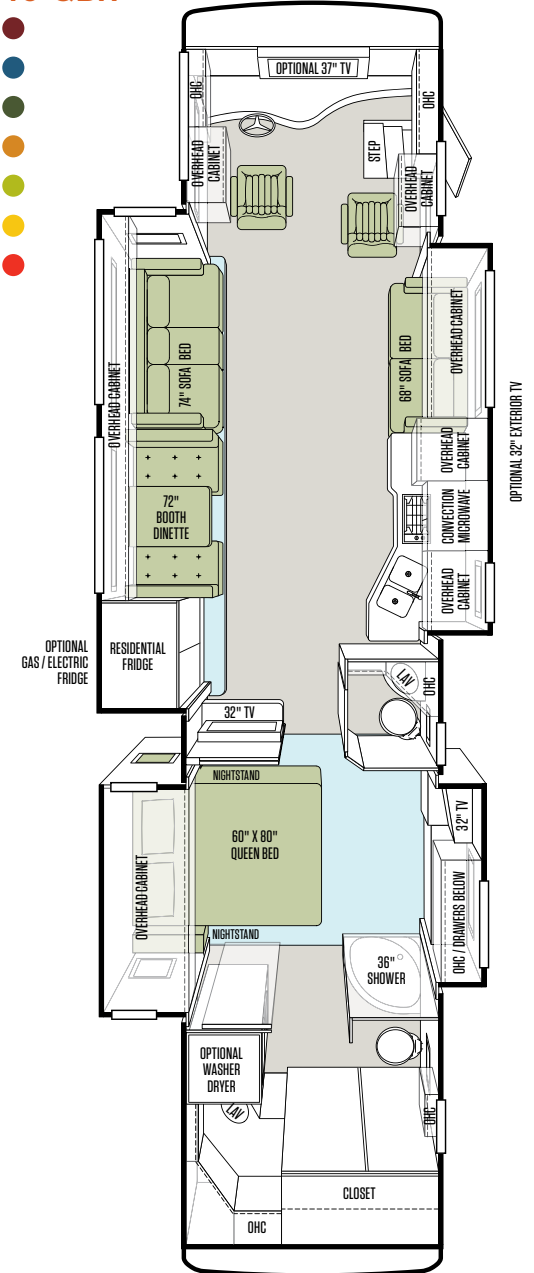 OPTIONAL 37" TV
OHC
OHC
OVERHEAD
CABINET
STEP
OVERHEAD
CABINET
OVERHEAD CABINET
74" SOFA BED
68" SOFA BED
OVERHEAD CABINET
OPTIONAL 32" EXTERIOR TV
OVERHEAD
CABINET
72"
BOOTH
DINETTE
CONVECTION
MICROWAVE
OVERHEAD
CABINET
OPTIONAL
GAS / ELECTRIC
FRIDGE
RESIDENTIAL
FRIDGE
LAV
OHC
32" TV
NIGHTSTAND
60" X 80"
QUEEN BED
OVERHEAD CABINET
32" TV
OHC / DRAWERS BELOW
NIGHTSTAND
36"
SHOWER
OPTIONAL
WASHER
DRYER
LAV
OHC
CLOSET
OHC